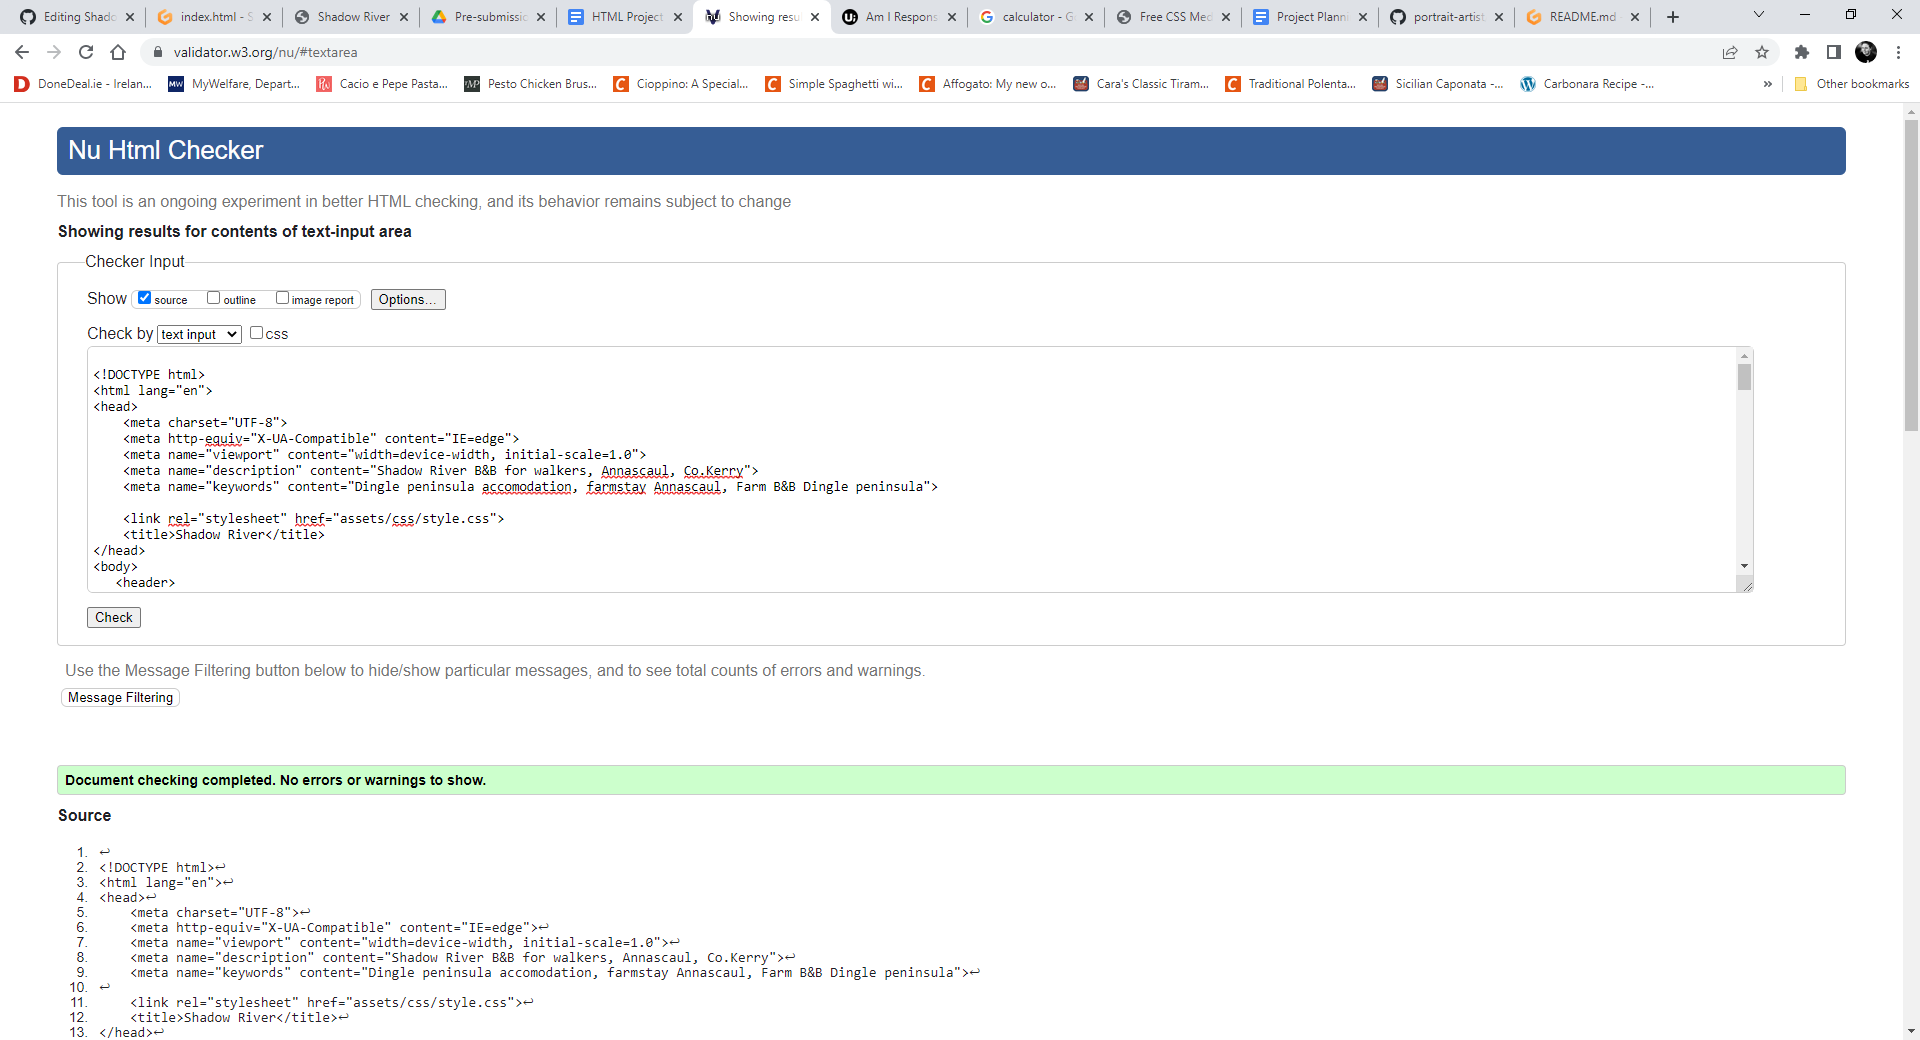 Editing Shado
index.html - S
Shadow River
Pre-submissio
HTML Project
Showing resu
Am I Respons
calculator - G
Free CSS Med
Project Planni
portrait-artist
README.md
validator.w3.org/nu/#textarea
DoneDeal.ie - Irelan...
MyWelfare, Depart...
Cacio e Pepe Pasta...
Pesto Chicken Brus...
Cioppino: A Special...
Simple Spaghetti wi...
Affogato: My new o...
Cara's Classic Tiram...
Traditional Polenta...
Sicilian Caponata -...
Carbonara Recipe -...
»
Other bookmarks
Nu Html Checker
This tool is an ongoing experiment in better HTML checking, and its behavior remains subject to change
Showing results for contents of text-input area
Checker Input
Show source outline image report Options...
Check by text input css
<!DOCTYPE html>
<html lang="en">
<head>
    <meta charset="UTF-8">
    <meta http-equiv="X-UA-Compatible" content="IE=edge">
    <meta name="viewport" content="width=device-width, initial-scale=1.0">
    <meta name="description" content="Shadow River B&B for walkers, Annascaul, Co.Kerry">
    <meta name="keywords" content="Dingle peninsula accomodation, farmstay Annascaul, Farm B&B Dingle peninsula">
    <link rel="stylesheet" href="assets/css/style.css">
    <title>Shadow River</title>
</head>
<body>
   <header>
Check
Use the Message Filtering button below to hide/show particular messages, and to see total counts of errors and warnings.
Message Filtering
Document checking completed. No errors or warnings to show.
Source
1. ↩
2. <!DOCTYPE html>↩
3. <html lang="en">↩
4. <head>↩
5.     <meta charset="UTF-8">↩
6.     <meta http-equiv="X-UA-Compatible" content="IE=edge">↩
7.     <meta name="viewport" content="width=device-width, initial-scale=1.0">↩
8.     <meta name="description" content="Shadow River B&B for walkers, Annascaul, Co.Kerry">↩
9.     <meta name="keywords" content="Dingle peninsula accomodation, farmstay Annascaul, Farm B&B Dingle peninsula">↩
10. ↩
11.     <link rel="stylesheet" href="assets/css/style.css">↩
12.     <title>Shadow River</title>↩
13. </head>↩